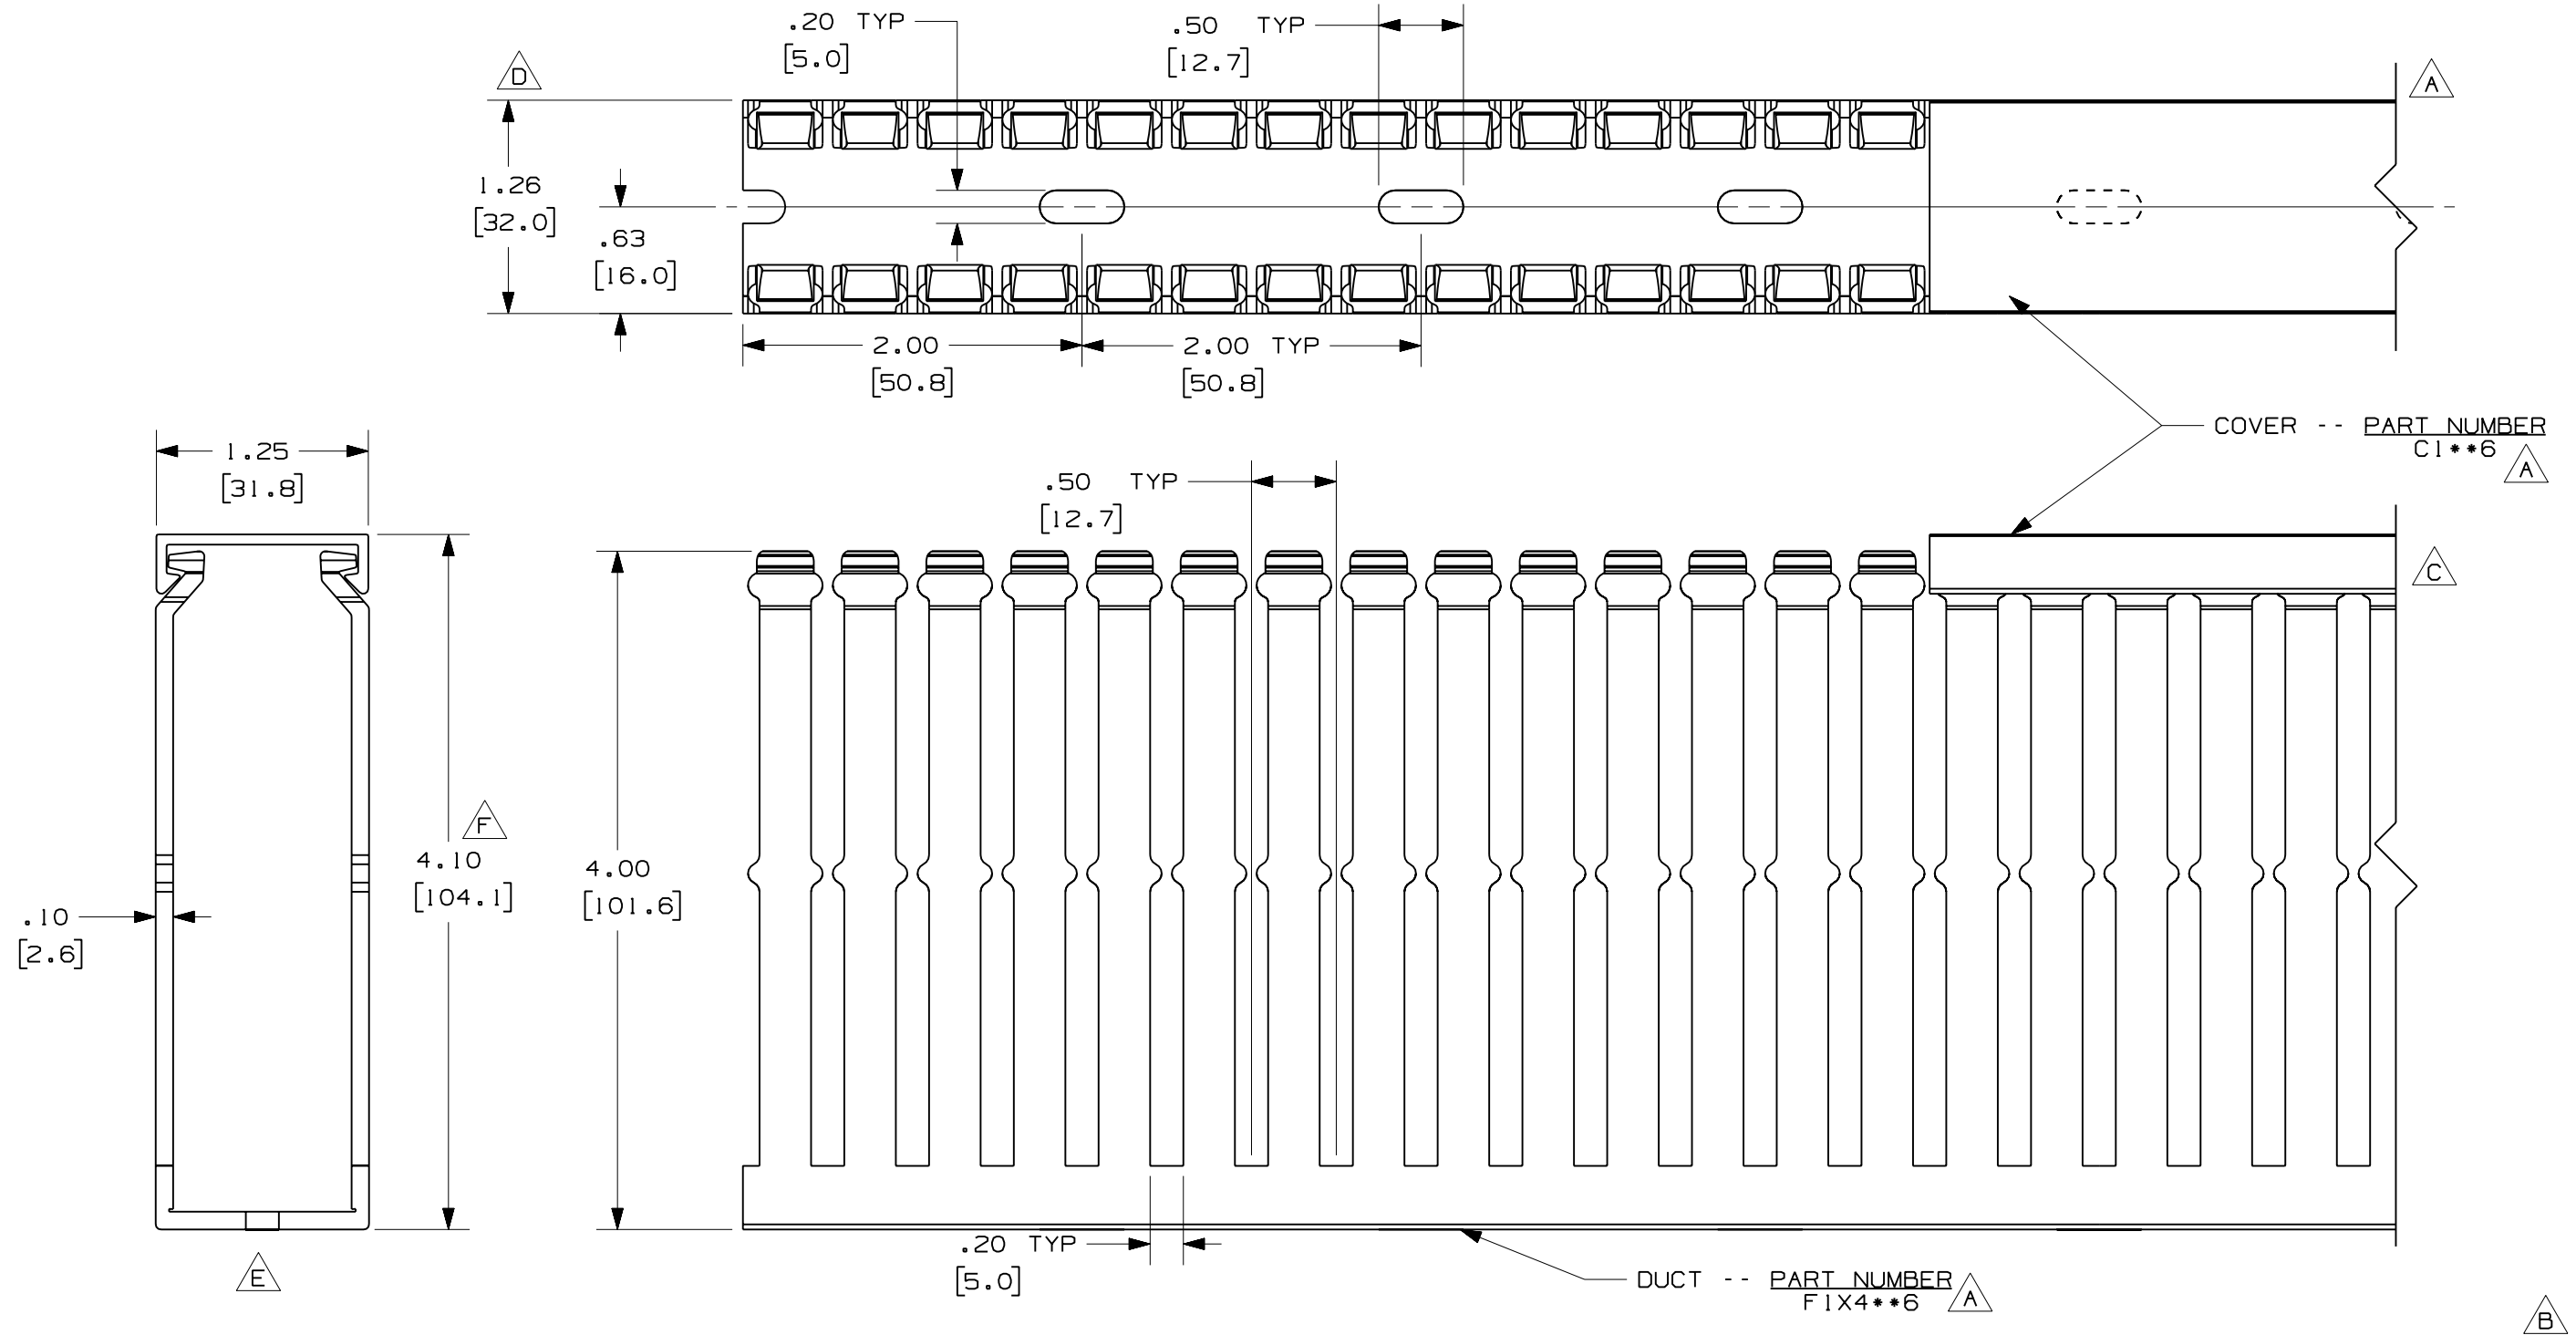 .20 TYP
[5.0]
.50 TYP
[12.7]
D
A
1.26
[32.0]
.63
[16.0]
2.00
[50.8]
2.00 TYP
[50.8]
COVER -- PART NUMBER
C1**6
A
1.25
[31.8]
.50 TYP
[12.7]
C
F
4.10
[104.1]
4.00
[101.6]
.10
[2.6]
.20 TYP
[5.0]
E
DUCT -- PART NUMBER
F1X4**6
A
B